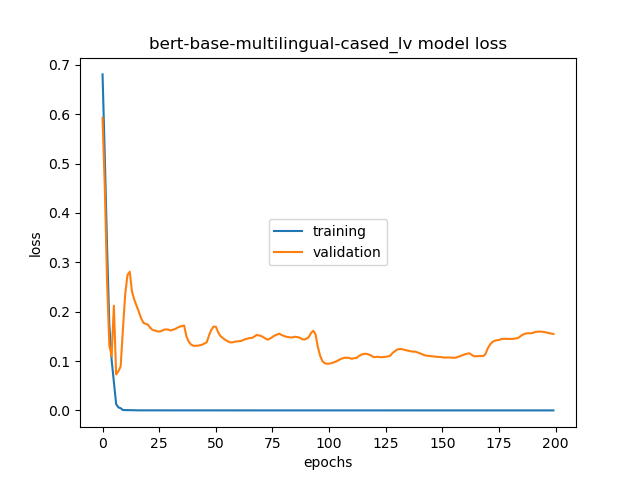 bert-base-multilingual-cased_lv model loss
0.7
0.6
0.5
0.4
0.3
0.2
0.1
0.0
loss
training
validation
0 25 50 75 100 125 150 175 200
epochs